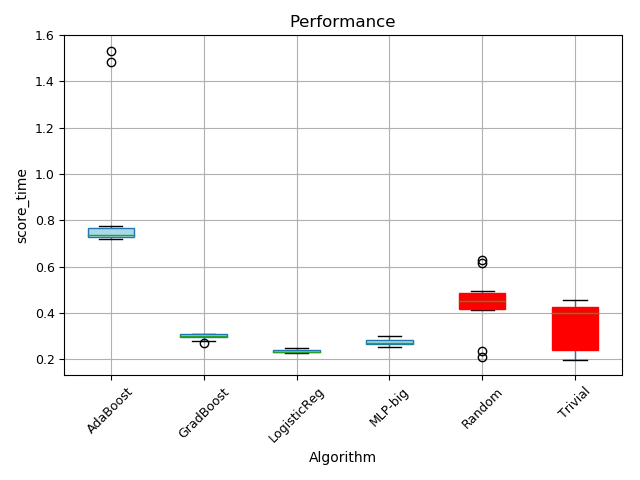 Performance
1.6
1.4
1.2
1.0
0.8
0.6
0.4
0.2
score_time
AdaBoost
GradBoost
LogisticReg
MLP-big
Random
Trivial
Algorithm